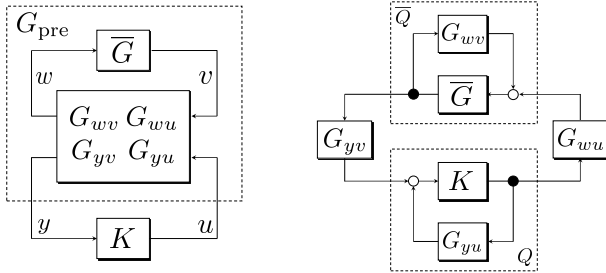 G_pre
G̅
w
v
G_wv G_wu
G_yv G_yu
y
u
K
Q̅
G_wv
G̅
G_yv
G_wu
K
G_yu
Q